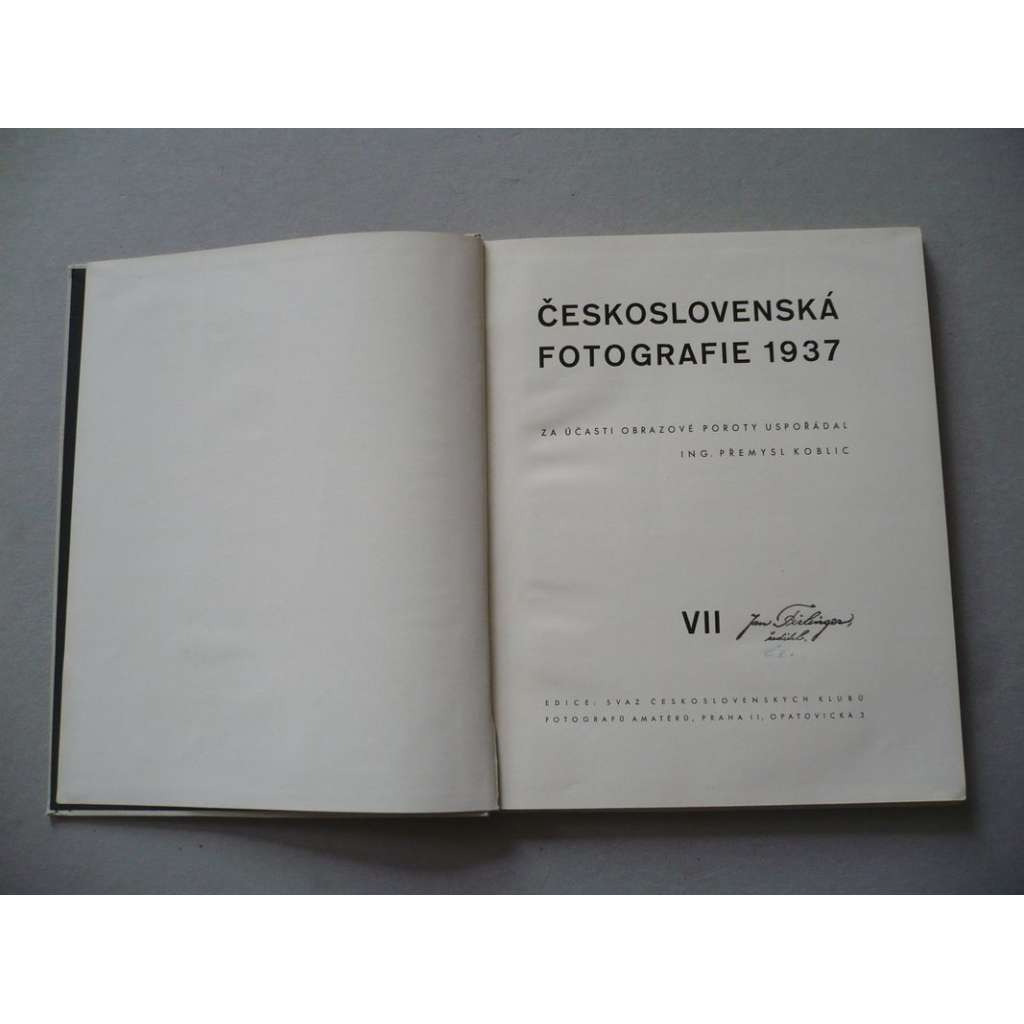 ČESKOSLOVENSKÁ
FOTOGRAFIE 1937
ZA ÚČASTI OBRAZOVÉ POROTY USPOŘÁDAL
ING. PŘEMYSL KOBLIC
VII Jan
EDICE: SVAZ ČESKOSLOVENSKÝCH KLUBŮ
FOTOGRAFŮ AMATÉRŮ, PRAHA II, OPATOVICKÁ 3